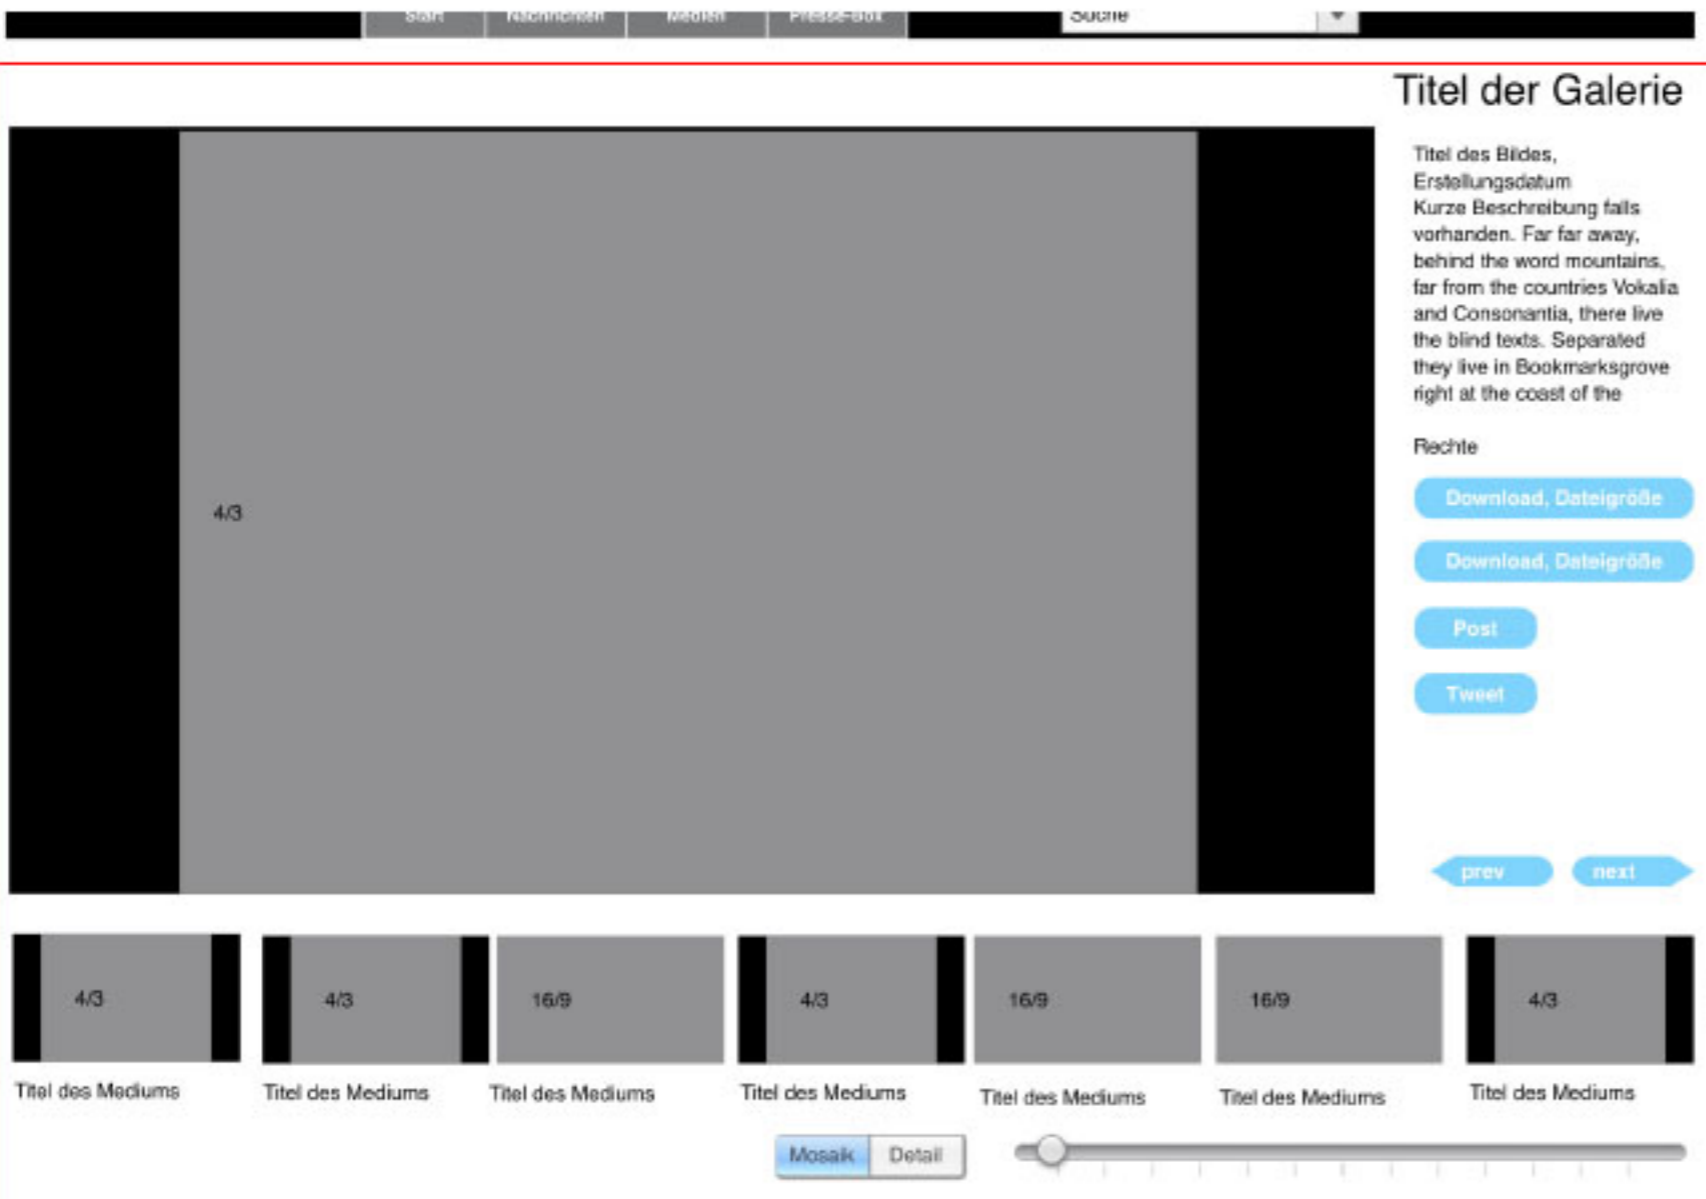 Start Nachrichten Medien Presse-Box Suche
Titel der Galerie
Titel des Bildes,
Erstellungsdatum
Kurze Beschreibung falls
vorhanden. Far far away,
behind the word mountains,
far from the countries Vokalia
and Consonantia, there live
the blind texts. Separated
they live in Bookmarksgrove
right at the coast of the
Rechte
Download, Dateigröße
Download, Dateigröße
Post
Tweet
prev next
4/3
4/3 4/3 16/9 4/3 16/9 16/9 4/3
Titel des Mediums Titel des Mediums Titel des Mediums Titel des Mediums Titel des Mediums Titel des Mediums Titel des Mediums
Mosaik Detail